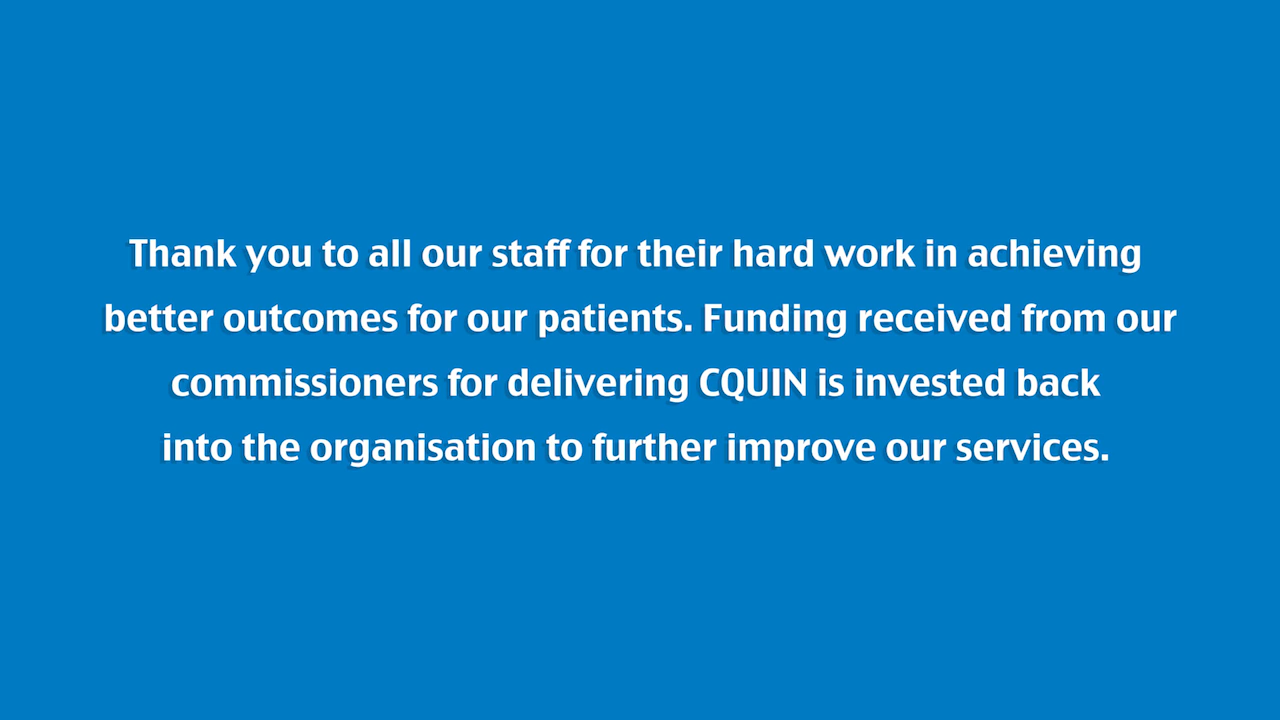 Thank you to all our staff for their hard work in achieving
better outcomes for our patients. Funding received from our
commissioners for delivering CQUIN is invested back
into the organisation to further improve our services.